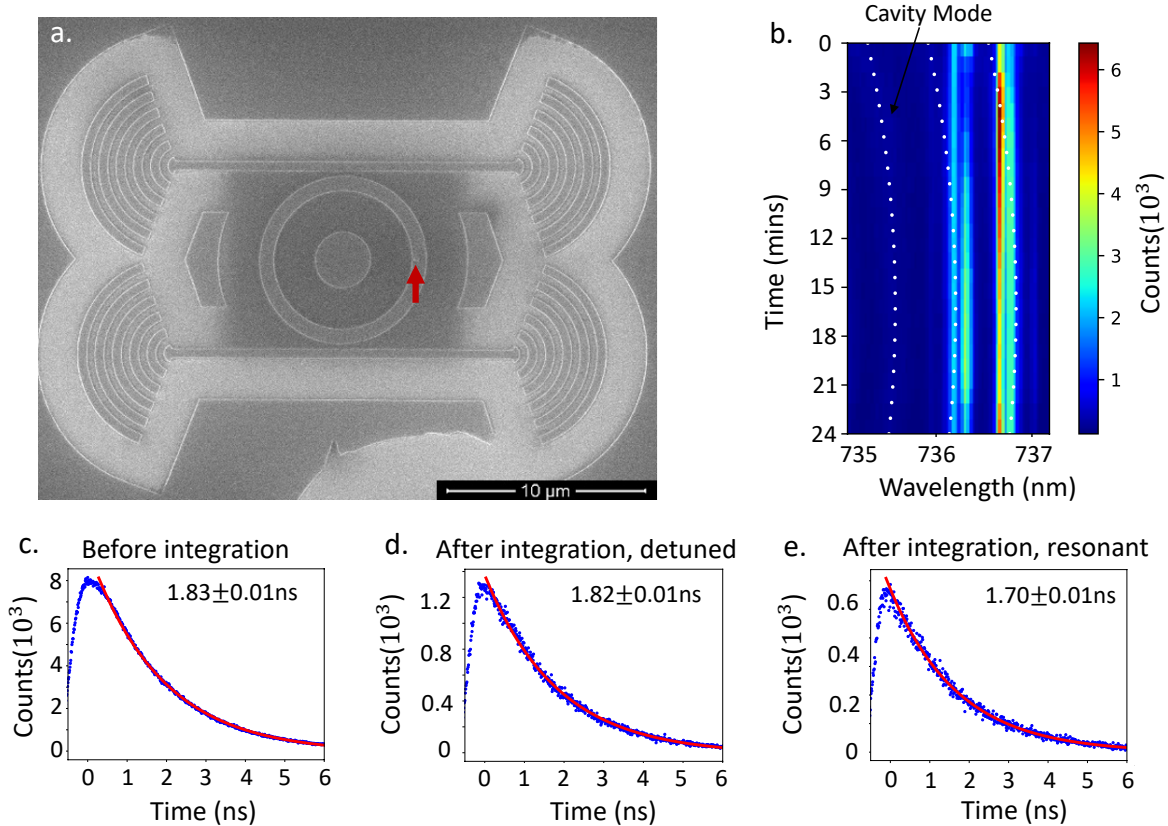 a.
10 μm
b.
Cavity Mode
0
3
6
9
12
15
18
21
24
Time (mins)
735
736
737
Wavelength (nm)
6
5
4
3
2
1
Counts(10³)
c.
Before integration
1.83±0.01ns
8
6
4
2
0
Counts(10³)
0 1 2 3 4 5 6
Time (ns)
d.
After integration, detuned
1.82±0.01ns
1.2
0.8
0.4
0
Counts(10³)
0 1 2 3 4 5 6
Time (ns)
e.
After integration, resonant
1.70±0.01ns
0.6
0.4
0.2
0
Counts(10³)
0 1 2 3 4 5 6
Time (ns)